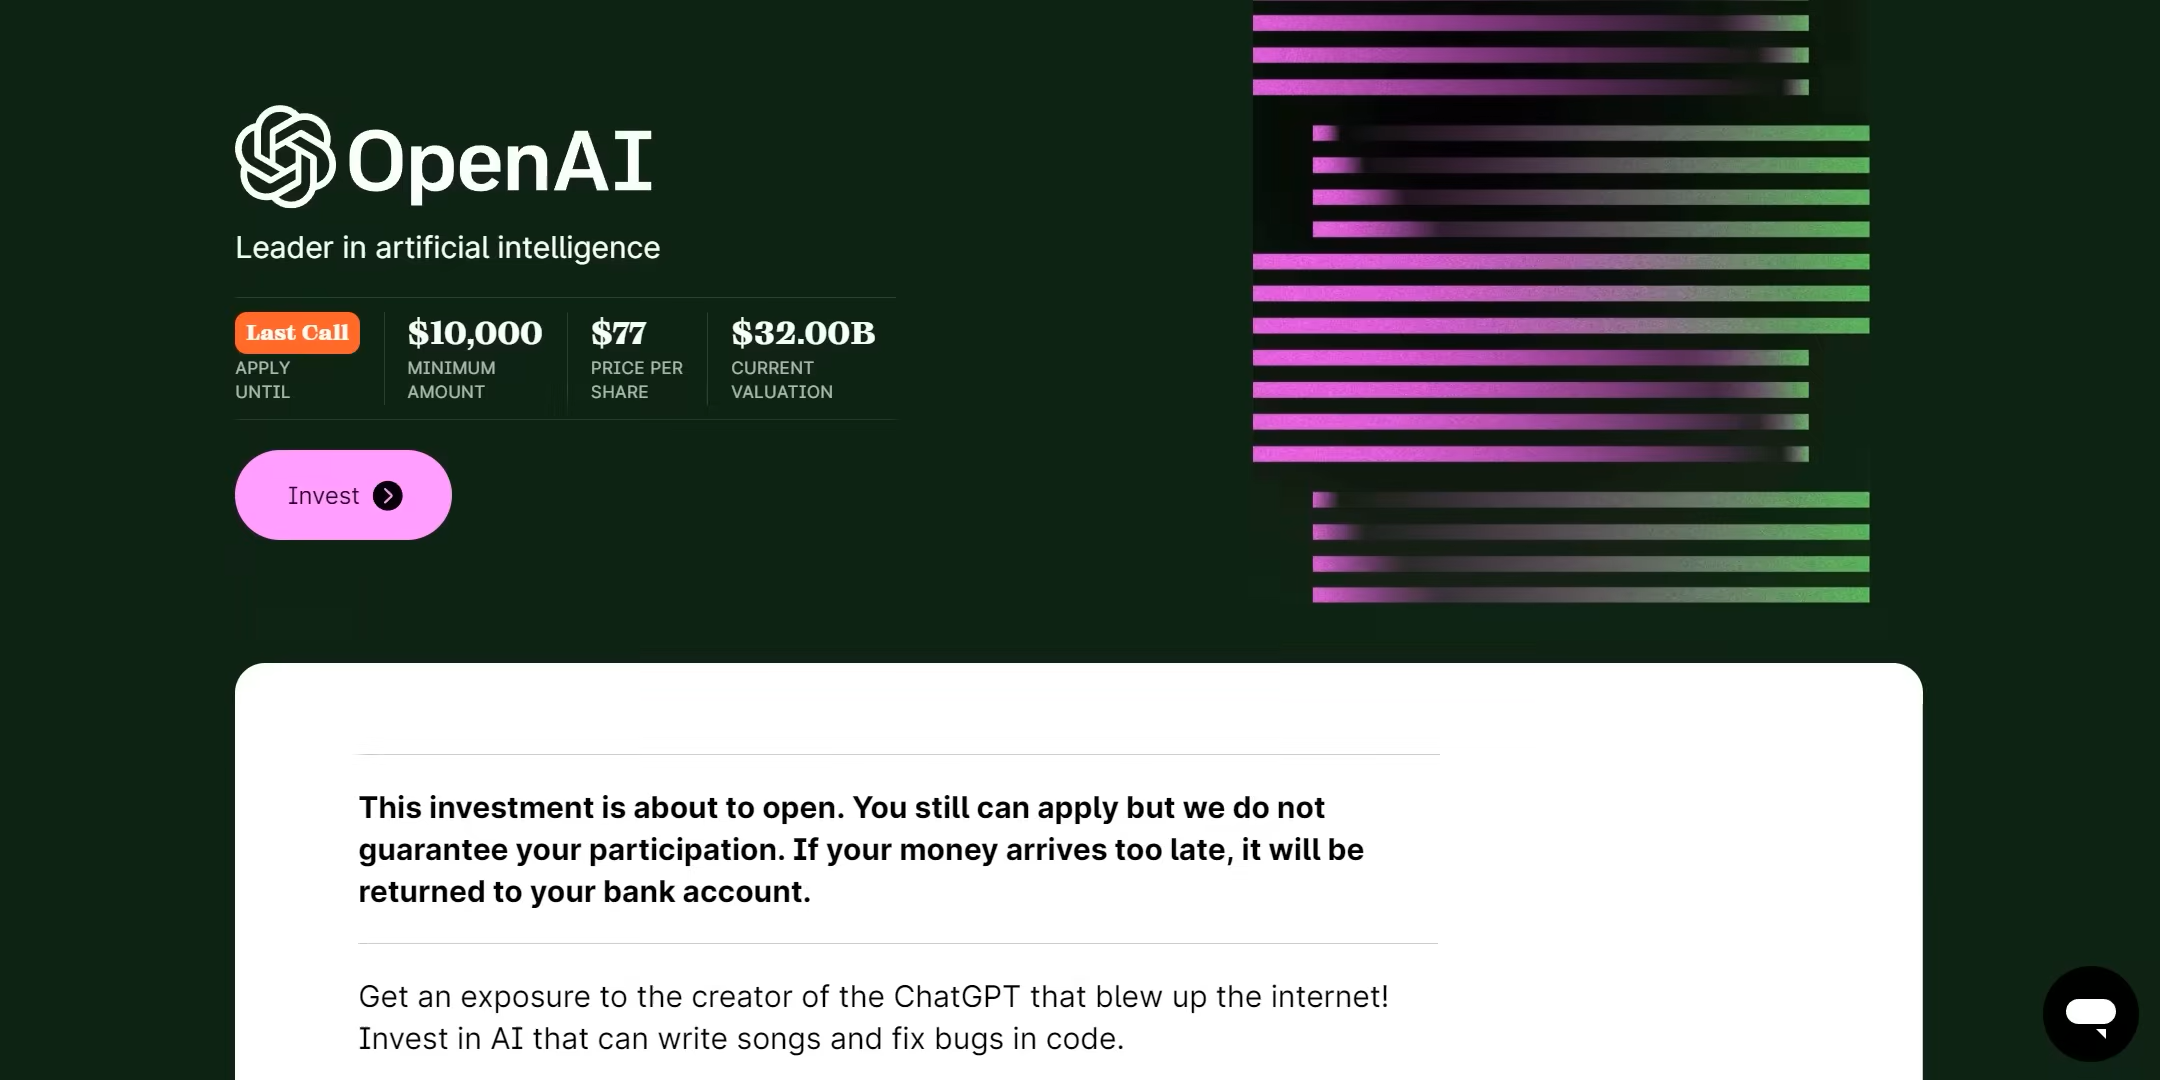 OpenAI
Leader in artificial intelligence
Last Call
APPLY
UNTIL
$10,000
MINIMUM
AMOUNT
$77
PRICE PER
SHARE
$32.00B
CURRENT
VALUATION
Invest
This investment is about to open. You still can apply but we do not
guarantee your participation. If your money arrives too late, it will be
returned to your bank account.
Get an exposure to the creator of the ChatGPT that blew up the internet!
Invest in AI that can write songs and fix bugs in code.